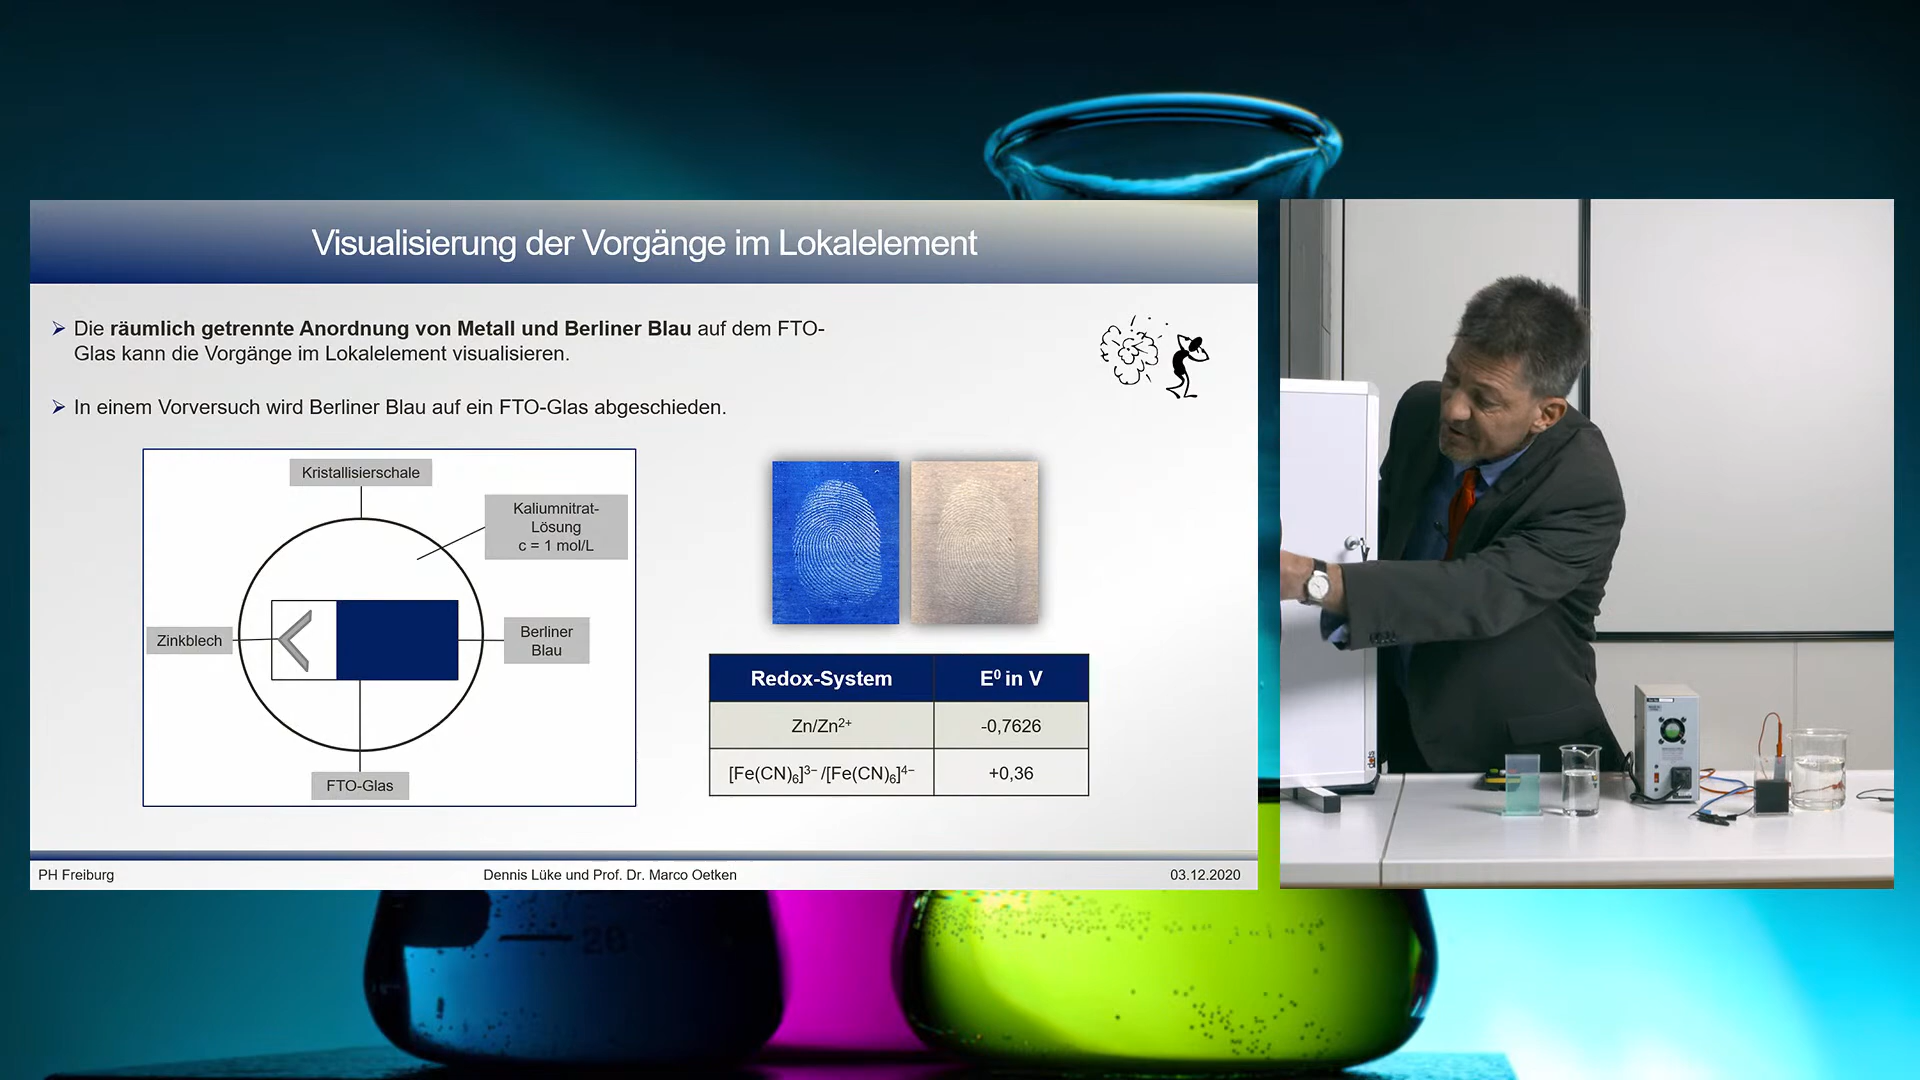 Visualisierung der Vorgänge im Lokalelement
➢ Die räumlich getrennte Anordnung von Metall und Berliner Blau auf dem FTO-
Glas kann die Vorgänge im Lokalelement visualisieren.
➢ In einem Vorversuch wird Berliner Blau auf ein FTO-Glas abgeschieden.
Kristallisierschale
Kaliumnitrat-
Lösung
c = 1 mol/L
Zinkblech
Berliner
Blau
FTO-Glas
Redox-System E⁰ in V
Zn/Zn²⁺ -0,7626
[Fe(CN)₆]³⁻ /[Fe(CN)₆]⁴⁻ +0,36
PH Freiburg Dennis Lüke und Prof. Dr. Marco Oetken 03.12.2020
20